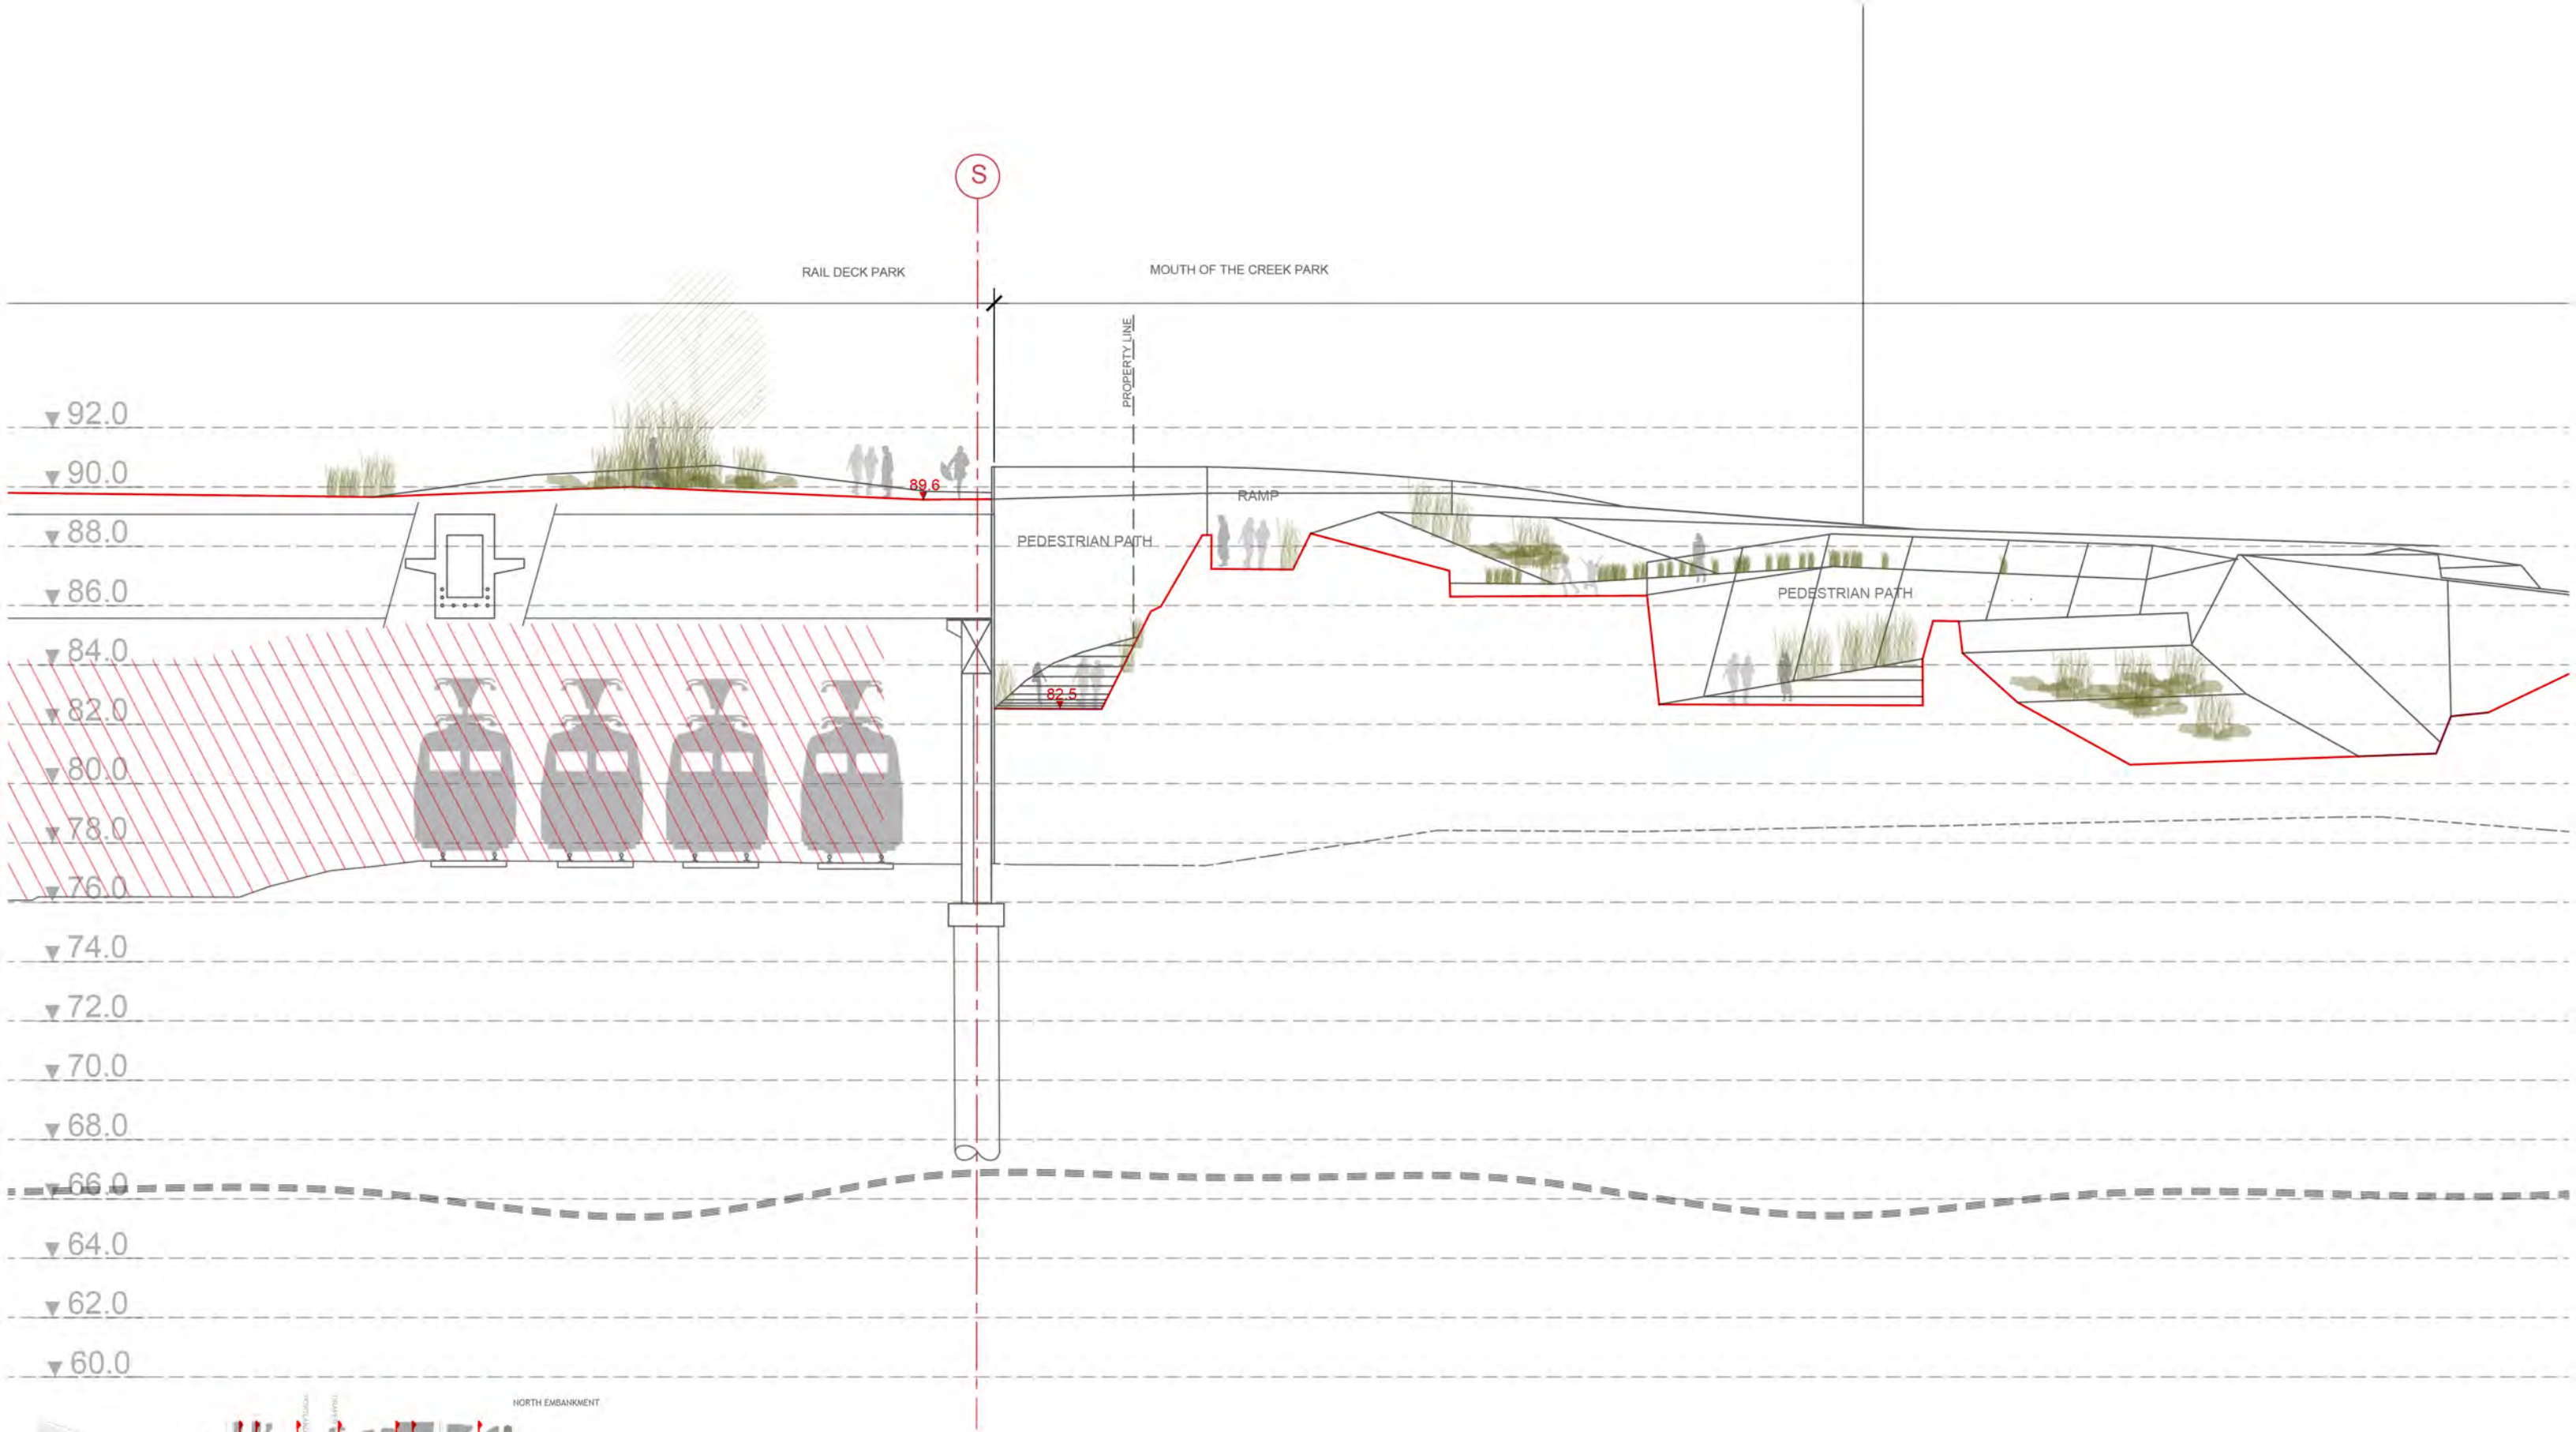 S
RAIL DECK PARK
MOUTH OF THE CREEK PARK
PROPERTY LINE
92.0
90.0
89.6
RAMP
88.0
PEDESTRIAN PATH
86.0
PEDESTRIAN PATH
84.0
82.5
82.0
80.0
78.0
76.0
74.0
72.0
70.0
68.0
66.0
64.0
62.0
60.0
NORTH EMBANKMENT